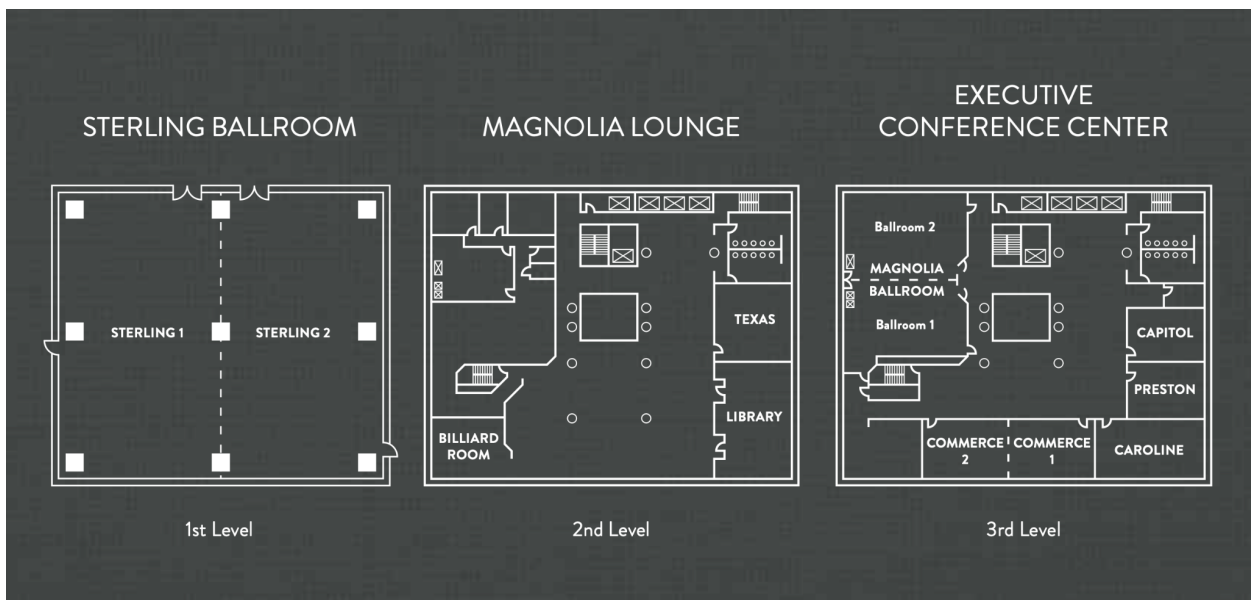 STERLING BALLROOM
STERLING 1
STERLING 2
1st Level
MAGNOLIA LOUNGE
TEXAS
LIBRARY
BILLIARD
ROOM
2nd Level
EXECUTIVE
CONFERENCE CENTER
Ballroom 2
MAGNOLIA
BALLROOM
Ballroom 1
CAPITOL
PRESTON
COMMERCE
2
COMMERCE
1
CAROLINE
3rd Level